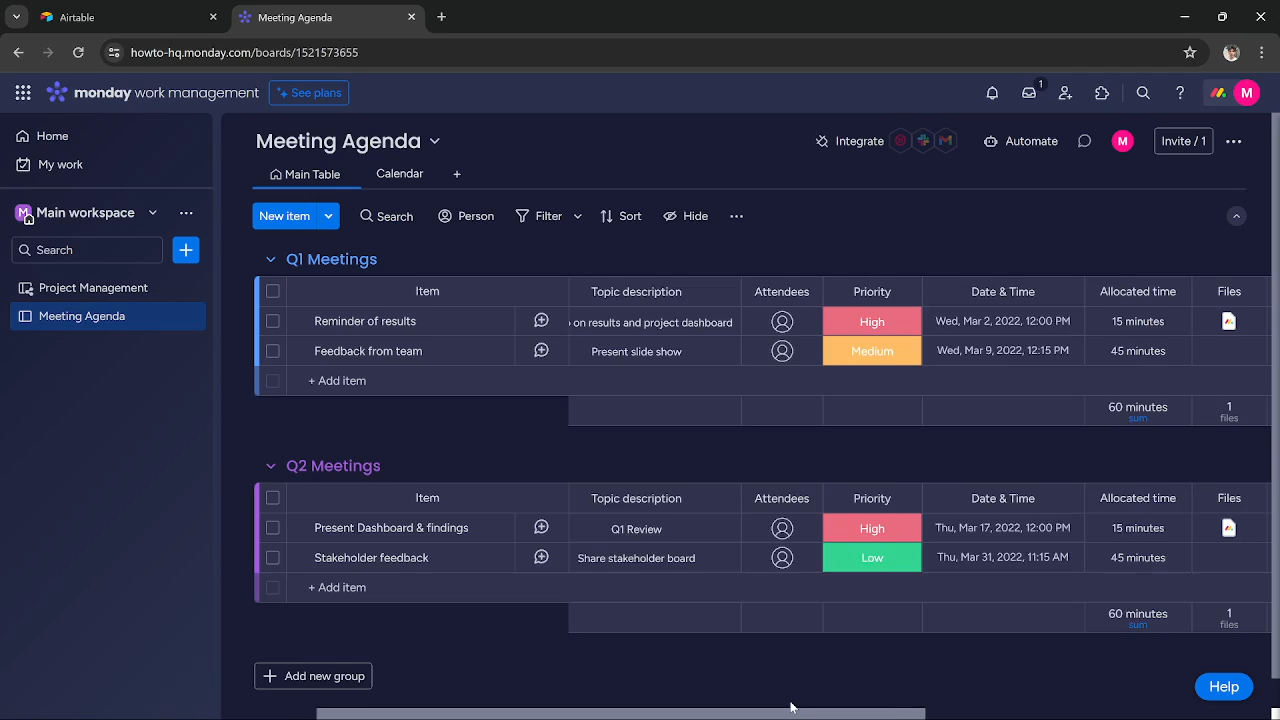 Airtable
Meeting Agenda
howto-hq.monday.com/boards/1521573655
monday work management
See plans
1
M
Home
My work
M Main workspace
Search
Project Management
Meeting Agenda
Meeting Agenda
Integrate
Automate
M
Invite / 1
Main Table
Calendar
New item
Search
Person
Filter
Sort
Hide
Q1 Meetings
Item Topic description Attendees Priority Date & Time Allocated time Files
Reminder of results on results and project dashboard High Wed, Mar 2, 2022, 12:00 PM 15 minutes
Feedback from team Present slide show Medium Wed, Mar 9, 2022, 12:15 PM 45 minutes
+ Add item
60 minutes 1
sum files
Q2 Meetings
Item Topic description Attendees Priority Date & Time Allocated time Files
Present Dashboard & findings Q1 Review High Thu, Mar 17, 2022, 12:00 PM 15 minutes
Stakeholder feedback Share stakeholder board Low Thu, Mar 31, 2022, 11:15 AM 45 minutes
+ Add item
60 minutes 1
sum files
Add new group
Help